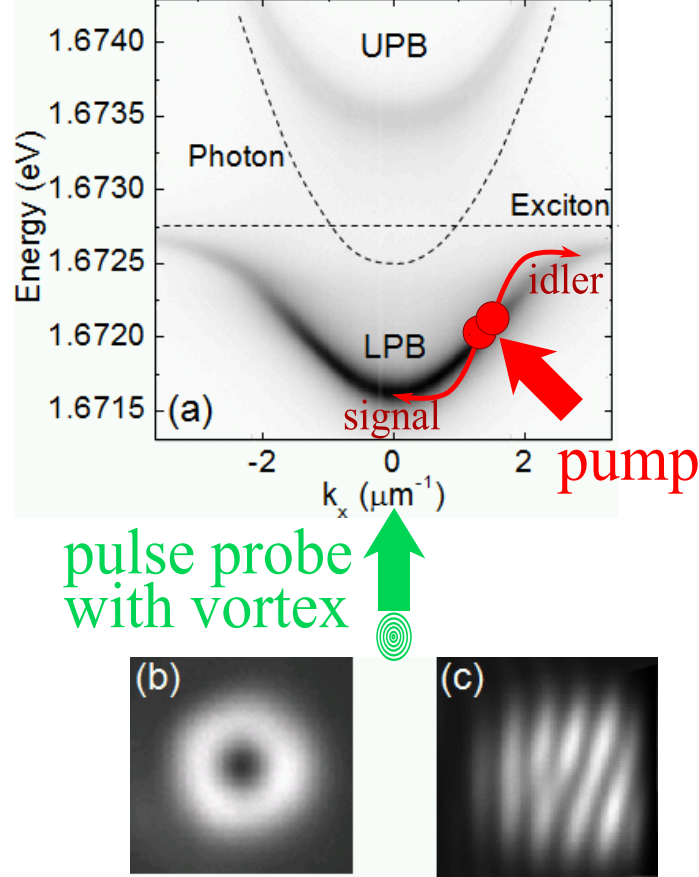 1.6740
1.6735
1.6730
1.6725
1.6720
1.6715
Energy (eV)
UPB
Photon
Exciton
idler
LPB
(a)
signal
-2 0 2
pump
kₓ (μm⁻¹)
pulse probe
with vortex
(b)
(c)